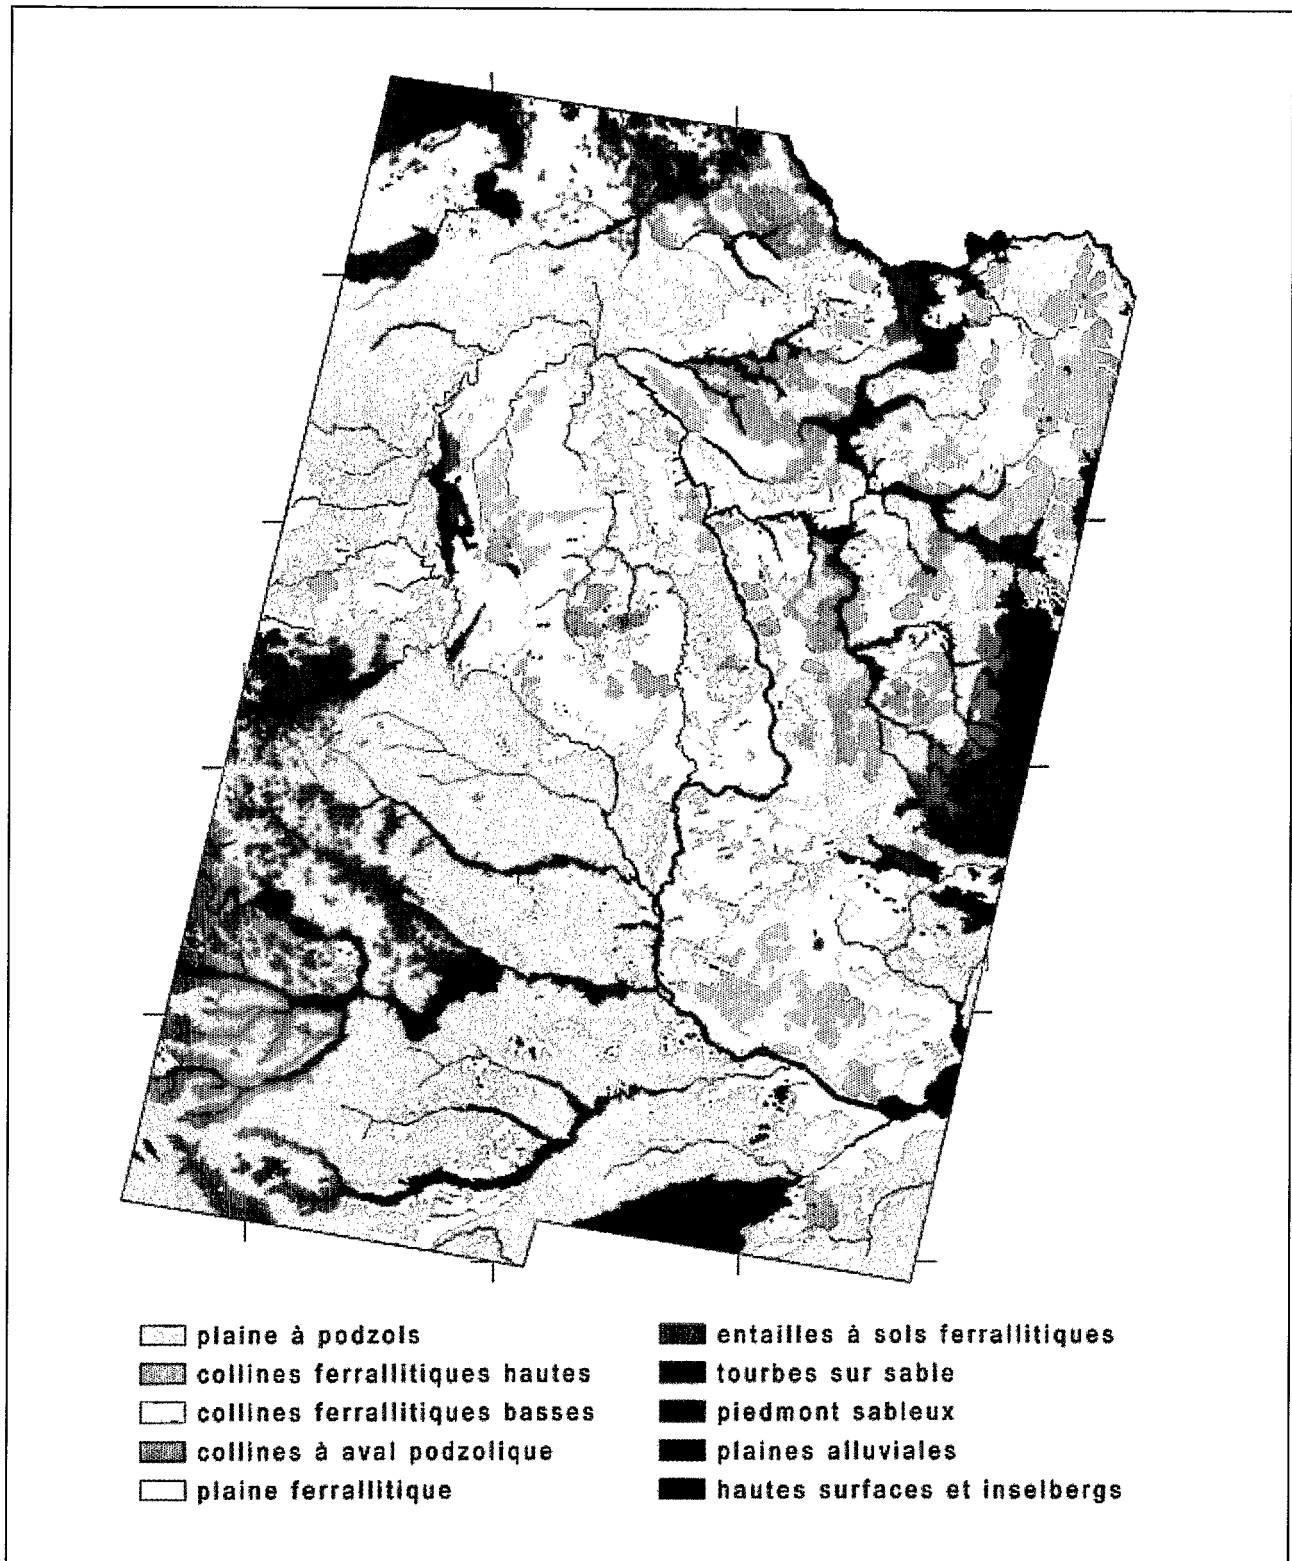 plaine à podzols
collines ferrallitiques hautes
collines ferrallitiques basses
collines à aval podzolique
plaine ferrallitique
entailles à sols ferrallitiques
tourbes sur sable
piedmont sableux
plaines alluviales
hautes surfaces et inselbergs